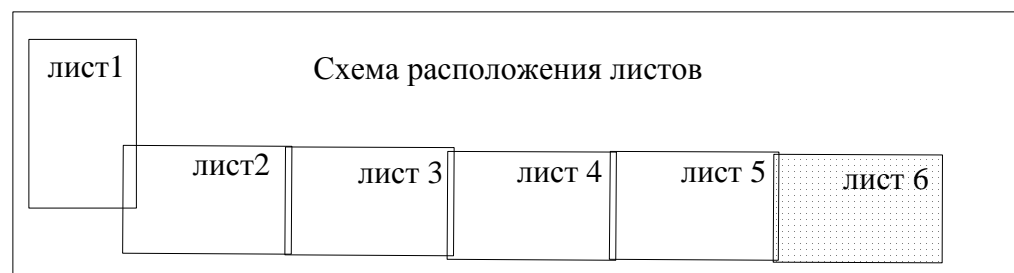 лист1
Схема расположения листов
лист2
лист 3
лист 4
лист 5
лист 6